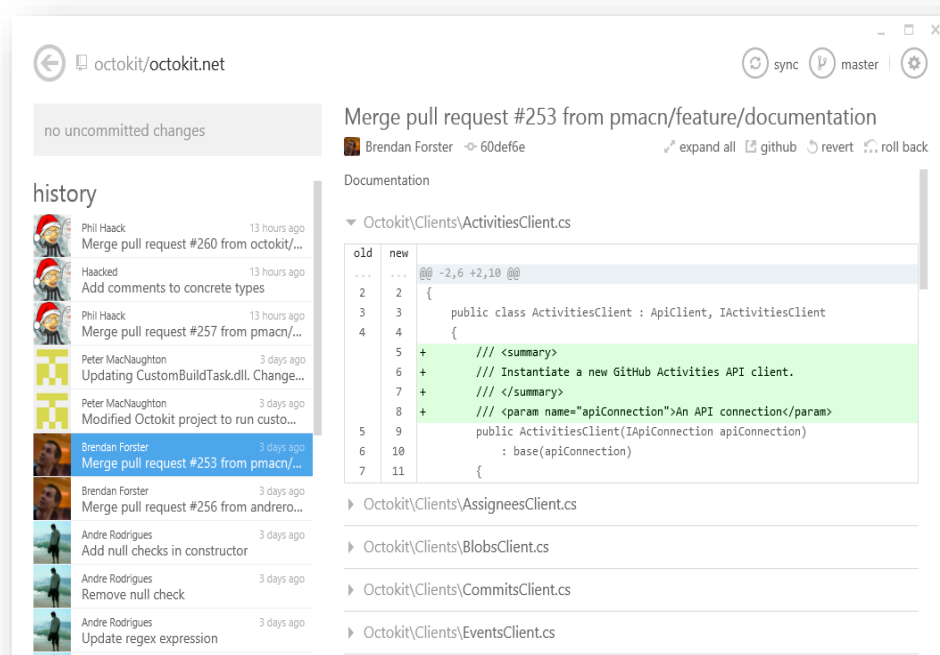 octokit/octokit.net
sync
master
no uncommitted changes
history
Phil Haack 13 hours ago
Merge pull request #260 from octokit/...
Haacked 13 hours ago
Add comments to concrete types
Phil Haack 13 hours ago
Merge pull request #257 from pmacn/...
Peter MacNaughton 3 days ago
Updating CustomBuildTask.dll. Change...
Peter MacNaughton 3 days ago
Modified Octokit project to run custo...
Brendan Forster 3 days ago
Merge pull request #253 from pmacn/...
Brendan Forster 3 days ago
Merge pull request #256 from andrero...
Andre Rodrigues 3 days ago
Add null checks in constructor
Andre Rodrigues 3 days ago
Remove null check
Andre Rodrigues 3 days ago
Update regex expression
Merge pull request #253 from pmacn/feature/documentation
Brendan Forster 60def6e expand all github revert roll back
Documentation
Octokit\Clients\ActivitiesClient.cs
old new
... ... @@ -2,6 +2,10 @@
2 2 {
3 3 public class ActivitiesClient : ApiClient, IActivitiesClient
4 4 {
5 + /// <summary>
6 + /// Instantiate a new GitHub Activities API client.
7 + /// </summary>
8 + /// <param name="apiConnection">An API connection</param>
5 9 public ActivitiesClient(IApiConnection apiConnection)
6 10 : base(apiConnection)
7 11 {
Octokit\Clients\AssigneesClient.cs
Octokit\Clients\BlobsClient.cs
Octokit\Clients\CommitsClient.cs
Octokit\Clients\EventsClient.cs